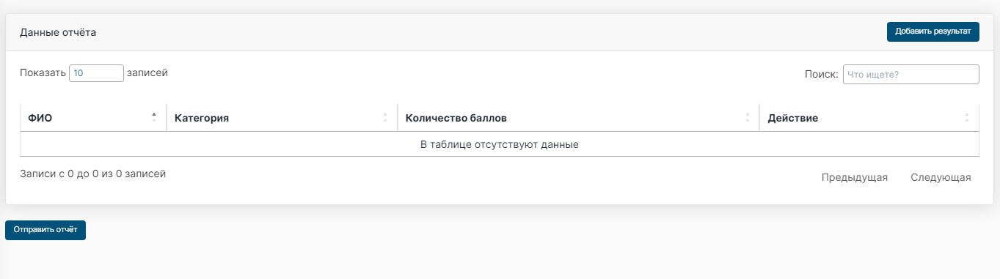 Данные отчёта
Добавить результат
Показать 10 записей
Поиск: Что ищете?
ФИО Категория Количество баллов Действие
В таблице отсутствуют данные
Записи с 0 до 0 из 0 записей
Предыдущая Следующая
Отправить отчёт